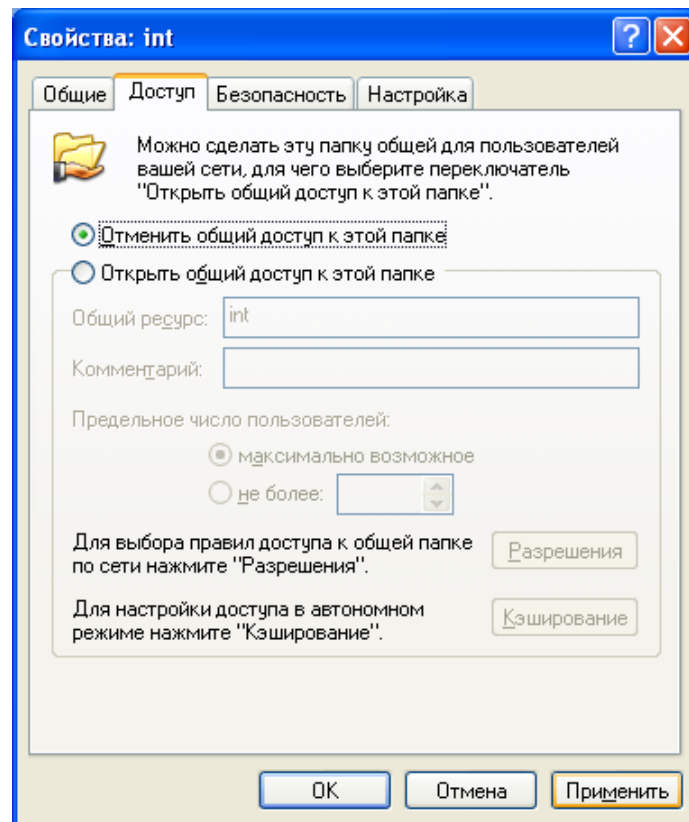 Свойства: int
Общие Доступ Безопасность Настройка
Можно сделать эту папку общей для пользователей
вашей сети, для чего выберите переключатель
"Открыть общий доступ к этой папке".
Отменить общий доступ к этой папке
Открыть общий доступ к этой папке
Общий ресурс: int
Комментарий:
Предельное число пользователей:
максимально возможное
не более:
Для выбора правил доступа к общей папке
по сети нажмите "Разрешения".
Разрешения
Для настройки доступа в автономном
режиме нажмите "Кэширование".
Кэширование
OK Отмена Применить